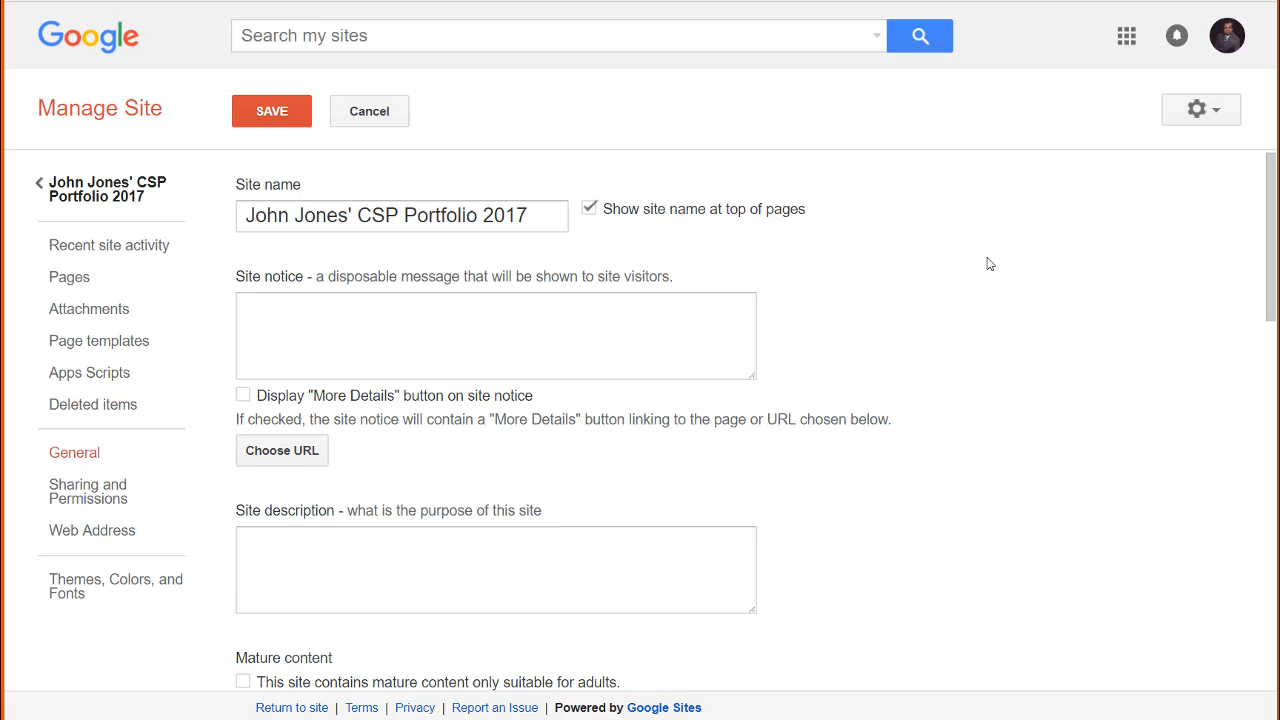 Google
Search my sites
Manage Site
SAVE
Cancel
John Jones' CSP
Portfolio 2017
Recent site activity
Pages
Attachments
Page templates
Apps Scripts
Deleted items
General
Sharing and
Permissions
Web Address
Themes, Colors, and
Fonts
Site name
John Jones' CSP Portfolio 2017
Show site name at top of pages
Site notice - a disposable message that will be shown to site visitors.
Display "More Details" button on site notice
If checked, the site notice will contain a "More Details" button linking to the page or URL chosen below.
Choose URL
Site description - what is the purpose of this site
Mature content
This site contains mature content only suitable for adults.
Return to site | Terms | Privacy | Report an Issue | Powered by Google Sites